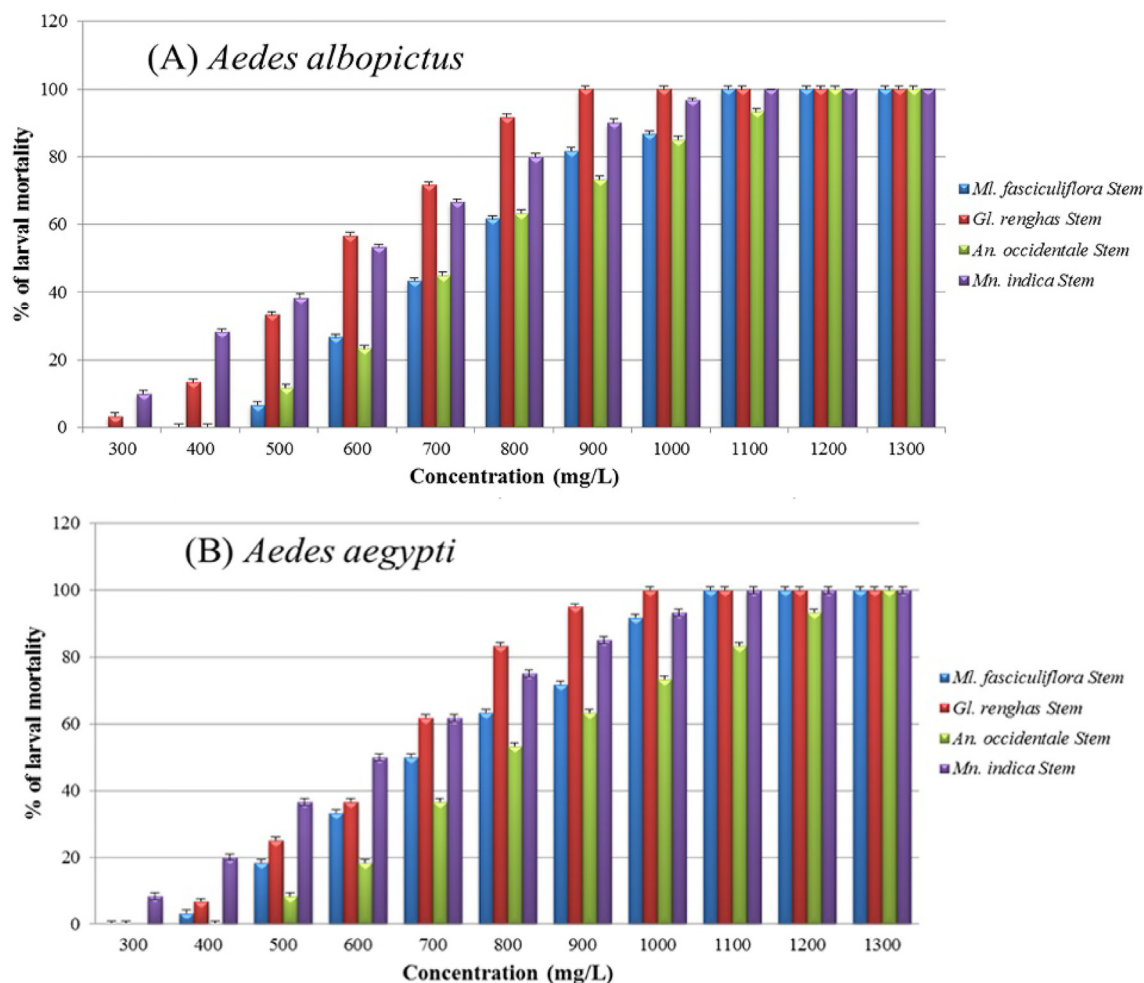 (A) Aedes albopictus
120
100
80
60
40
20
0
% of larval mortality
300 400 500 600 700 800 900 1000 1100 1200 1300
Concentration (mg/L)
Ml. fasciculiflora Stem
Gl. renghas Stem
An. occidentale Stem
Mn. indica Stem
(B) Aedes aegypti
120
100
80
60
40
20
0
% of larval mortality
300 400 500 600 700 800 900 1000 1100 1200 1300
Concentration (mg/L)
Ml. fasciculiflora Stem
Gl. renghas Stem
An. occidentale Stem
Mn. indica Stem